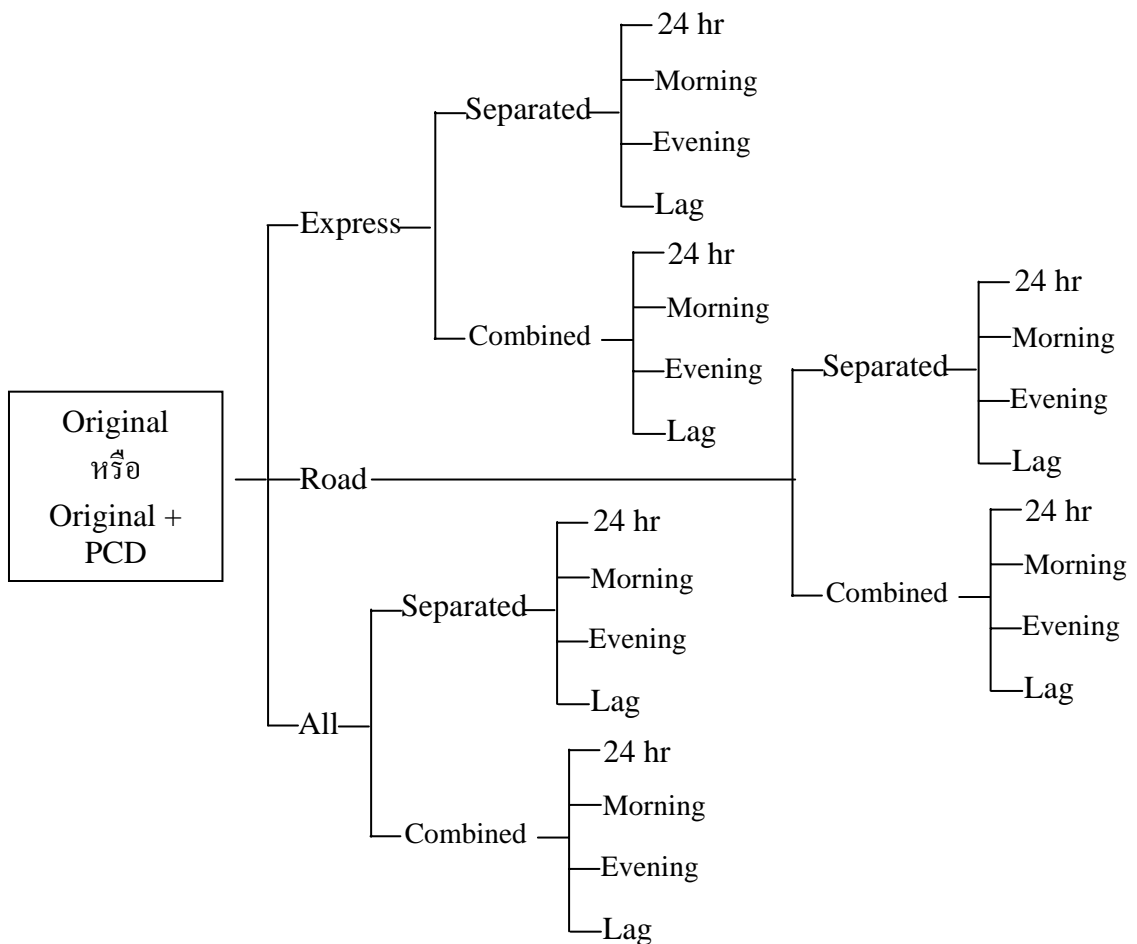 Original
หรือ
Original +
PCD
Express
Separated
24 hr
Morning
Evening
Lag
Combined
24 hr
Morning
Evening
Lag
Road
Separated
24 hr
Morning
Evening
Lag
Combined
24 hr
Morning
Evening
Lag
All
Separated
24 hr
Morning
Evening
Lag
Combined
24 hr
Morning
Evening
Lag